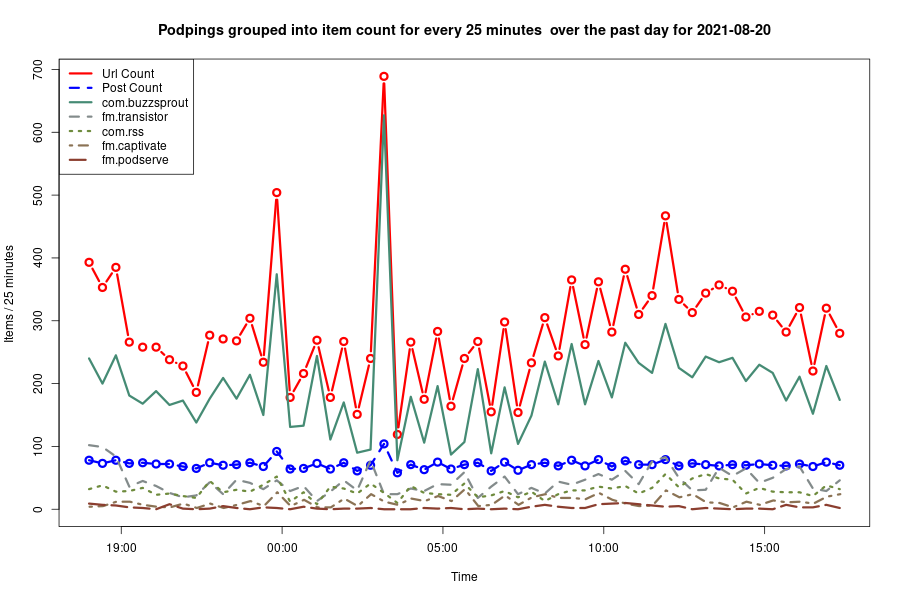 Podpings grouped into item count for every 25 minutes  over the past day for 2021-08-20
Items / 25 minutes
700
600
500
400
300
200
100
0
Url Count
Post Count
com.buzzsprout
fm.transistor
com.rss
fm.captivate
fm.podserve
19:00
00:00
05:00
10:00
15:00
Time